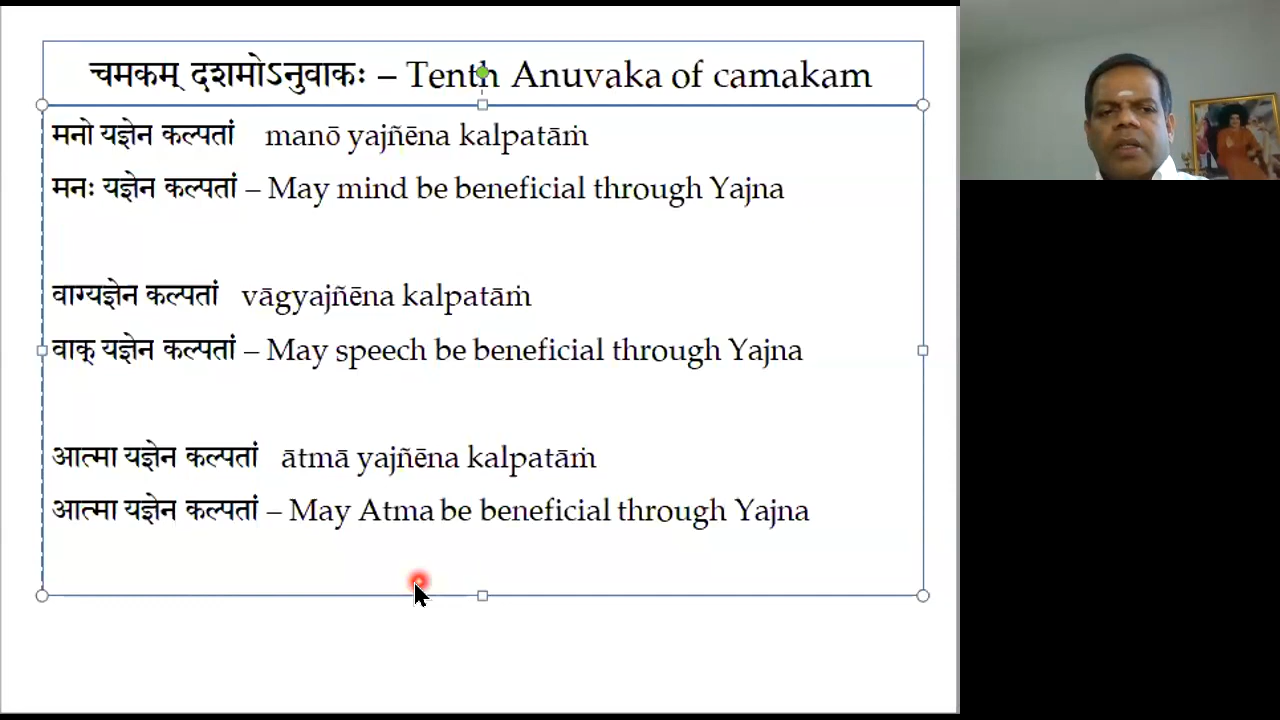 चमकम् दशमोऽनुवाकः – Tenth Anuvaka of camakam
मनो यज्ञेन कल्पतां manō yajñēna kalpatāṁ
मनः यज्ञेन कल्पतां – May mind be beneficial through Yajna
वाग्यज्ञेन कल्पतां vāgyajñēna kalpatāṁ
वाक् यज्ञेन कल्पतां – May speech be beneficial through Yajna
आत्मा यज्ञेन कल्पतां ātmā yajñēna kalpatāṁ
आत्मा यज्ञेन कल्पतां – May Atma be beneficial through Yajna